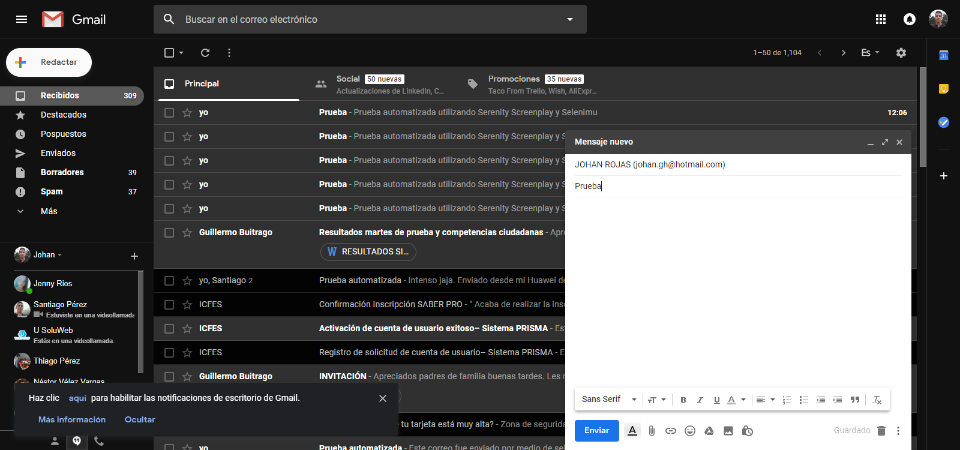 Gmail
Buscar en el correo electrónico
Redactar
1–50 de 1,104
Es
Recibidos 309
Destacados
Pospuestos
Enviados
Borradores 39
Spam 37
Más
Principal
Social 50 nuevas
Actualizaciones de LinkedIn, C...
Promociones 35 nuevas
Taco From Trello, Wish, AliExpr...
yo Prueba - Prueba automatizada utilizando Serenity Screenplay y Selenimu 12:06
yo Prueba - Prueba automatizada utilizando Serenity Screenplay y S
yo Prueba - Prueba automatizada utilizando Serenity Screenplay y S
yo Prueba - Prueba automatizada utilizando Serenity Screenplay y S
yo Prueba - Prueba automatizada utilizando Serenity Screenplay y S
Guillermo Buitrago Resultados martes de prueba y competencias ciudadanas - Apre
W RESULTADOS SI...
yo, Santiago 2 Prueba automatizada - Intenso jaja. Enviado desde mi Huawei de
ICFES Confirmación Inscripción SABER PRO - " Acaba de realizar la insc
ICFES Activación de cuenta de usuario exitoso– Sistema PRISMA - Es
ICFES Registro de solicitud de cuenta de usuario– Sistema PRISMA - E
Guillermo Buitrago INVITACIÓN - Apreciados padres de familia buenas tardes. Les r
tu tarjeta está muy alta? - Zona de segurida
yo Prueba automatizada - Este correo fue enviado por medio de se
Johan
Jenny Ríos
Santiago Pérez
Estuviste en una videollamada
U SoluWeb
Estás en una videollamada.
Thiago Pérez
Néstor Vélez Vargas
Haz clic aquí para habilitar las notificaciones de escritorio de Gmail.
Más información Ocultar
Mensaje nuevo
JOHAN ROJAS (johan.gh@hotmail.com)
Prueba
Sans Serif
Enviar
Guardado